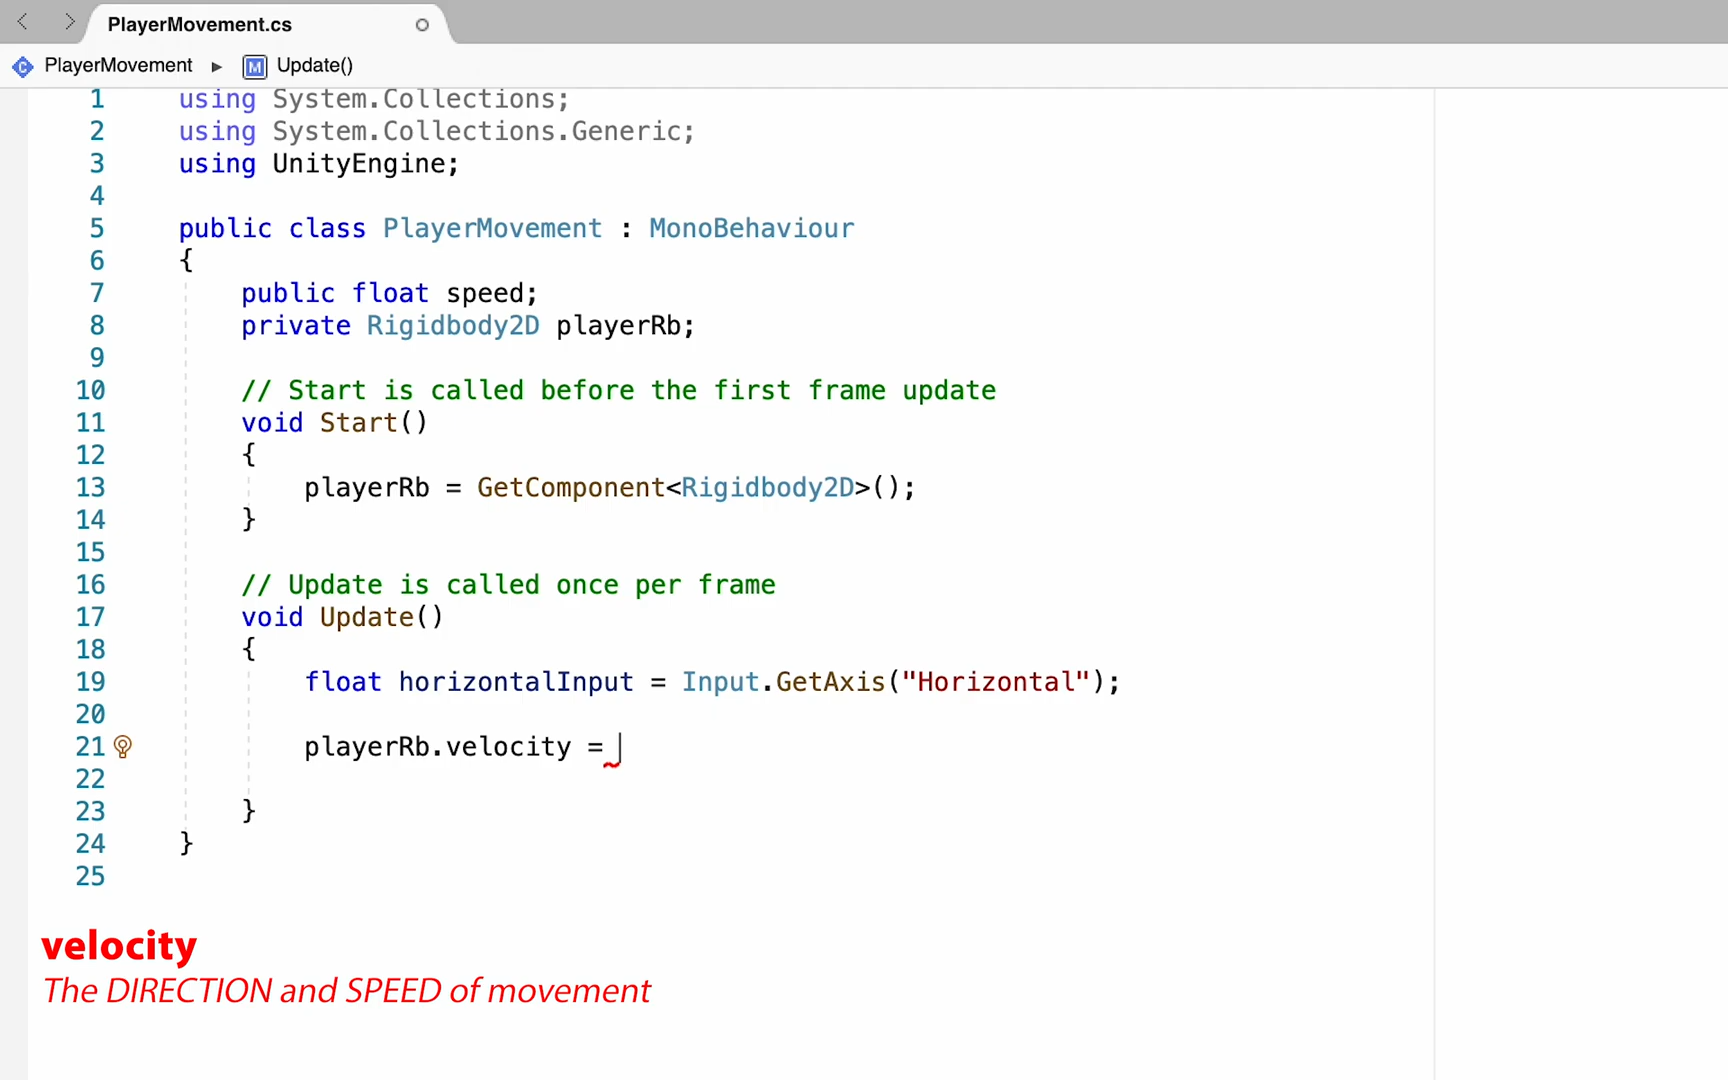 PlayerMovement.cs
PlayerMovement ▸ M Update()
1 using System.Collections;
2 using System.Collections.Generic;
3 using UnityEngine;
4
5 public class PlayerMovement : MonoBehaviour
6 {
7 public float speed;
8 private Rigidbody2D playerRb;
9
10 // Start is called before the first frame update
11 void Start()
12 {
13 playerRb = GetComponent<Rigidbody2D>();
14 }
15
16 // Update is called once per frame
17 void Update()
18 {
19 float horizontalInput = Input.GetAxis("Horizontal");
20
21 playerRb.velocity =
22
23 }
24 }
25
velocity
The DIRECTION and SPEED of movement